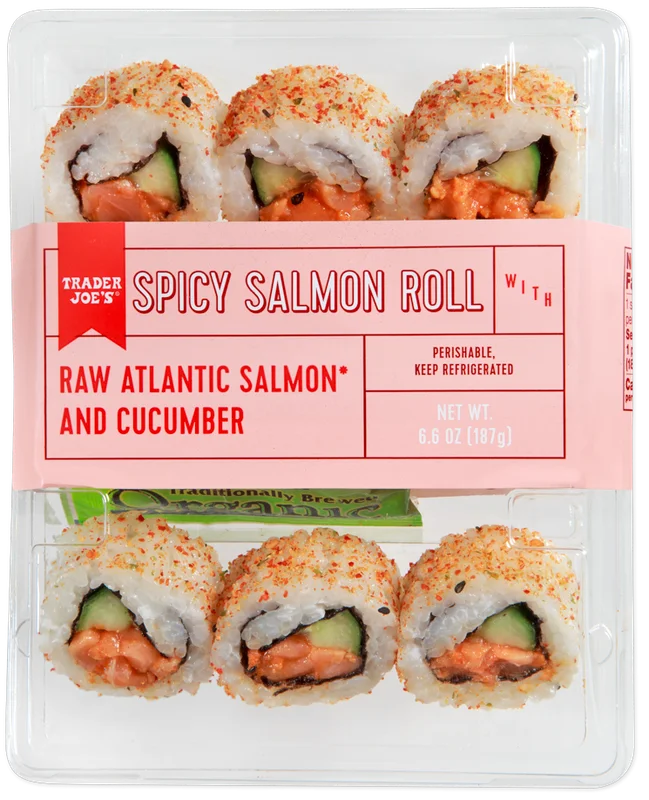 TRADER
JOE'S
SPICY SALMON ROLL
WITH
RAW ATLANTIC SALMON*
AND CUCUMBER
PERISHABLE,
KEEP REFRIGERATED
NET WT.
6.6 OZ (187g)
Traditionally Brewed
Organic